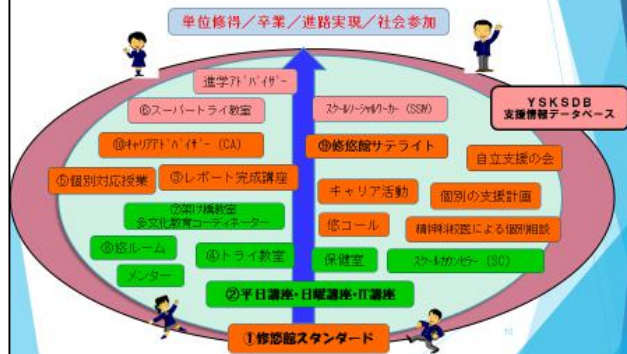 単位修得／卒業／進路実現／社会参加
進学アドバイザー
⑥スーパートライ教室
スクールソーシャルワーカー（SSW）
YSKSDB
支援情報データベース
⑩キャリアアドバイザー（CA）
⑨修悠館サテライト
自立支援の会
⑤個別対応授業
③レポート完成講座
キャリア活動
個別の支援計画
⑦架け橋教室
多文化教育コーディネーター
悠コール
精神科校医による個別相談
⑧悠ルーム
④トライ教室
保健室
スクールカウンセラー（SC）
メンター
②平日講座・日曜講座・IT講座
①修悠館スタンダード
10